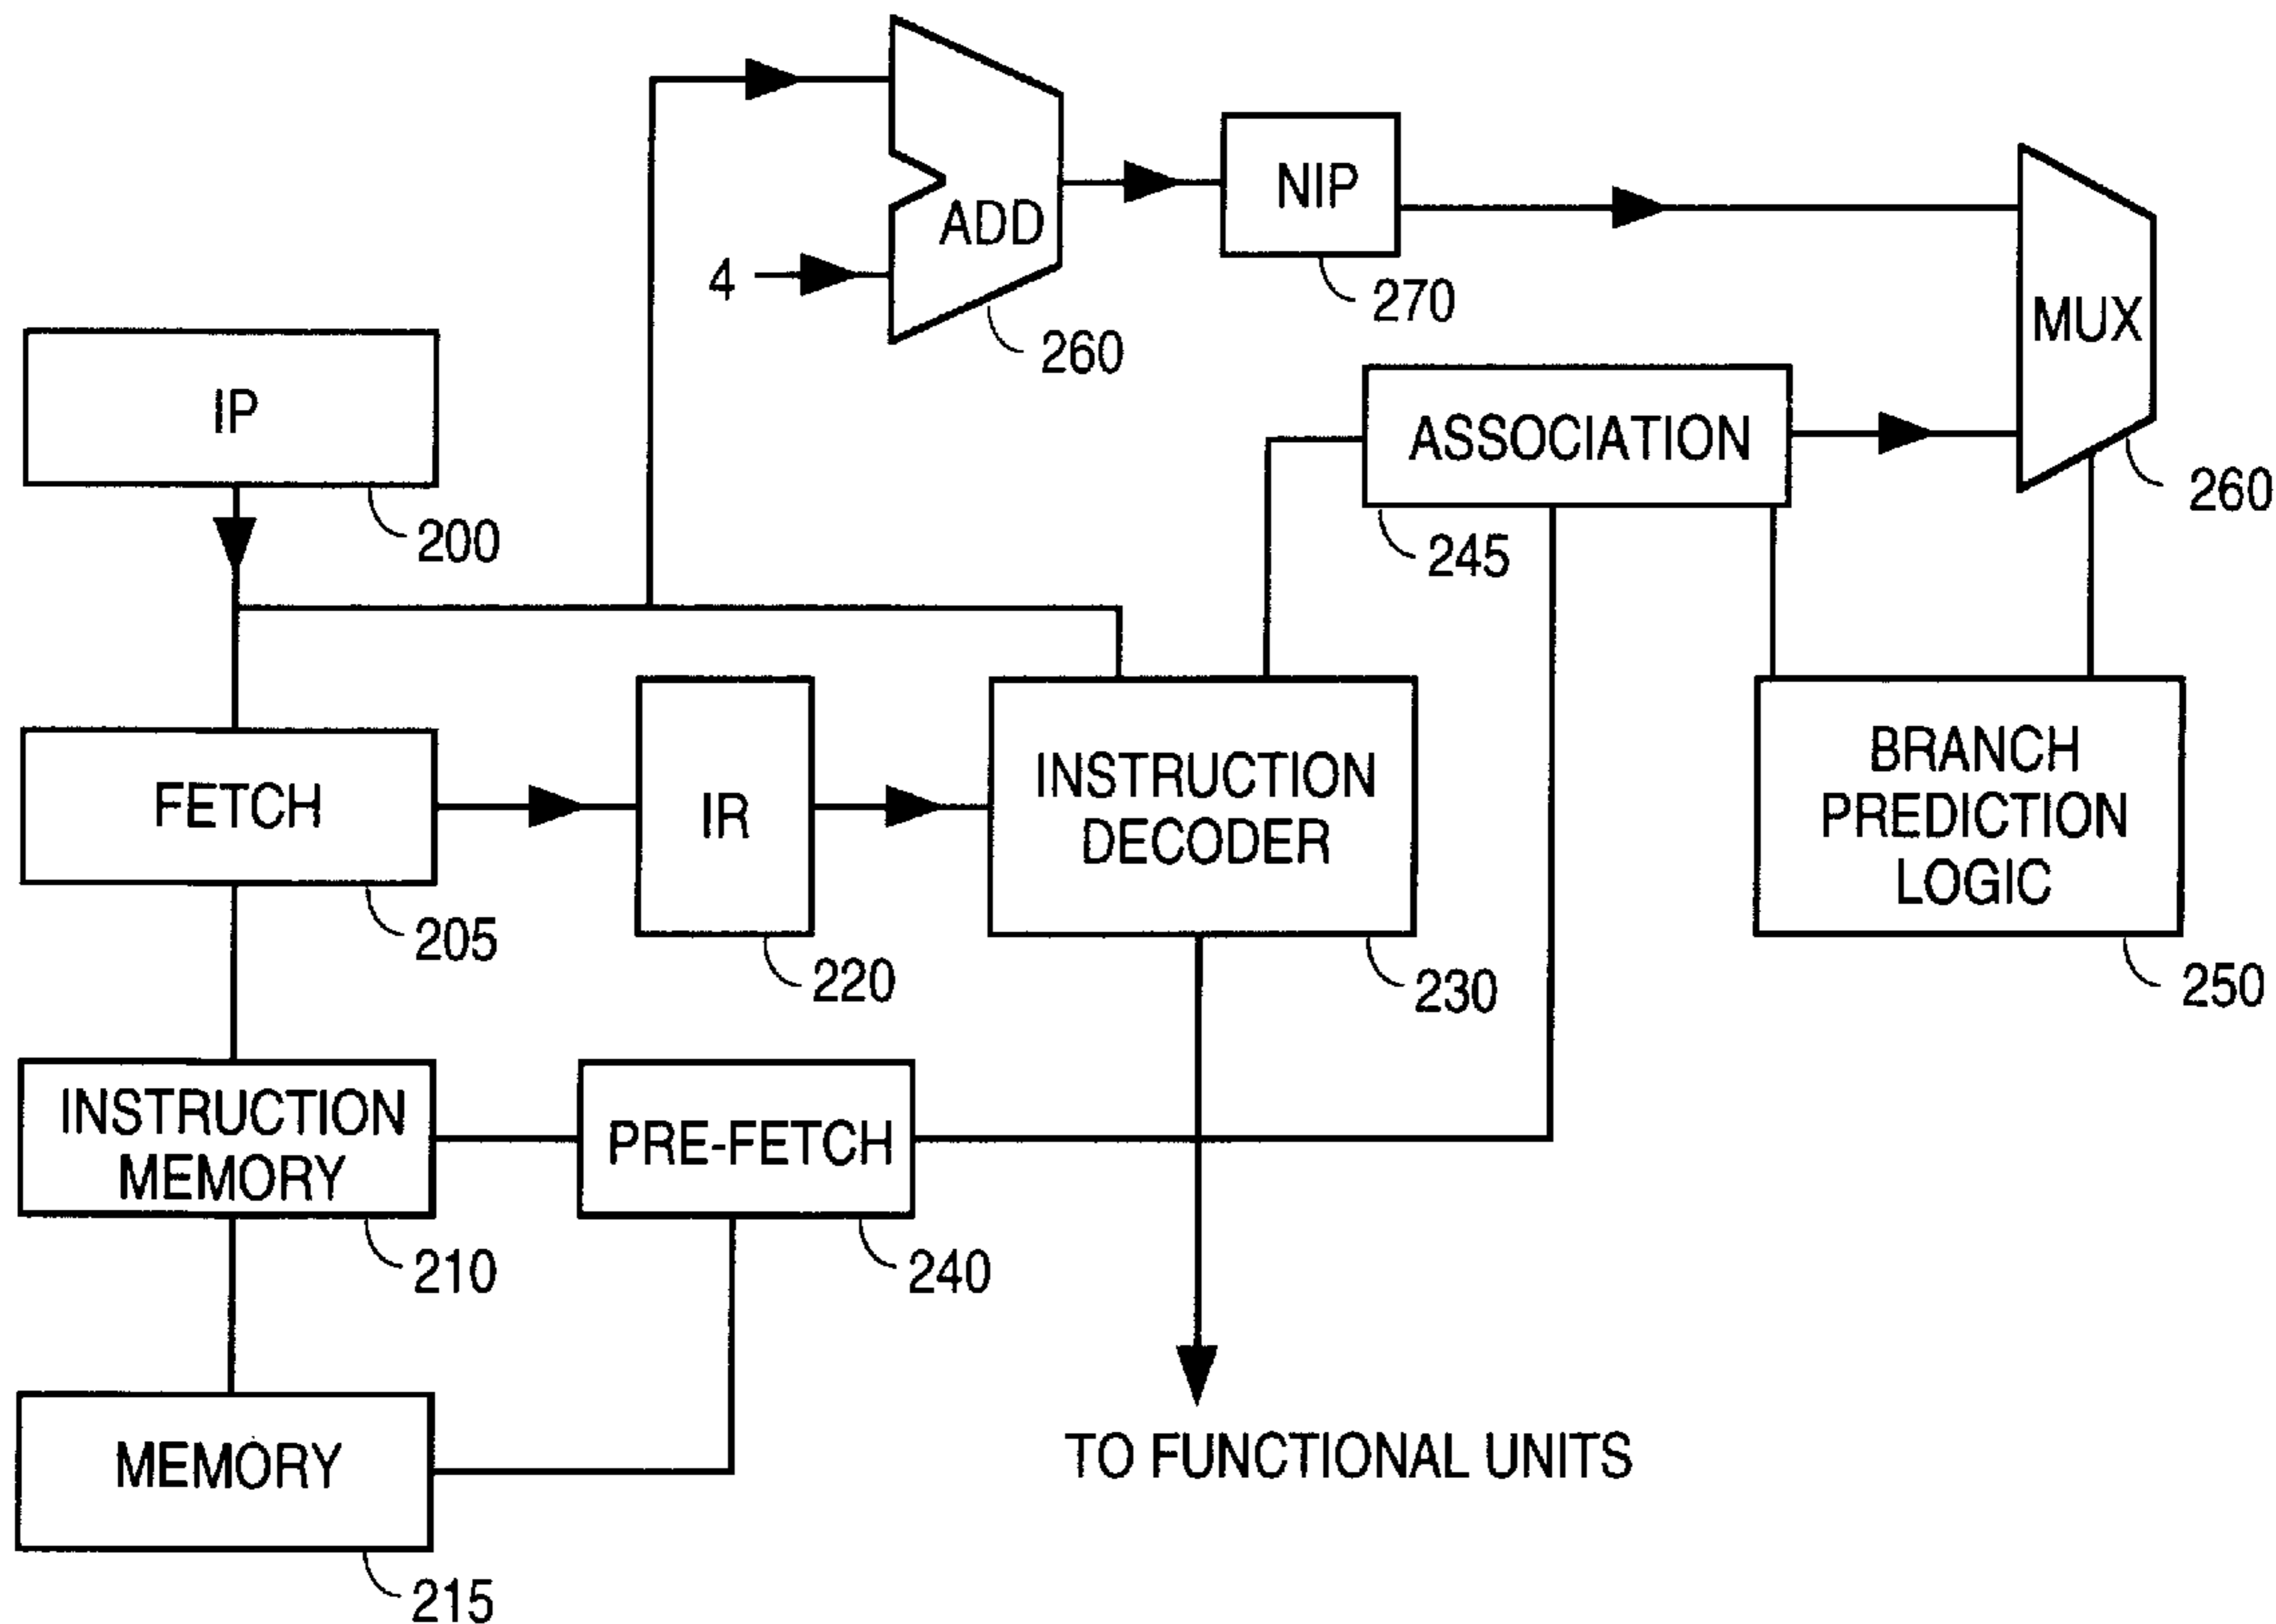 ADD
NIP
4
270
MUX
260
IP
ASSOCIATION
260
200
245
FETCH
IR
INSTRUCTION
DECODER
BRANCH
PREDICTION
LOGIC
205
220
230
250
INSTRUCTION
MEMORY
PRE-FETCH
210
240
MEMORY
TO FUNCTIONAL UNITS
215